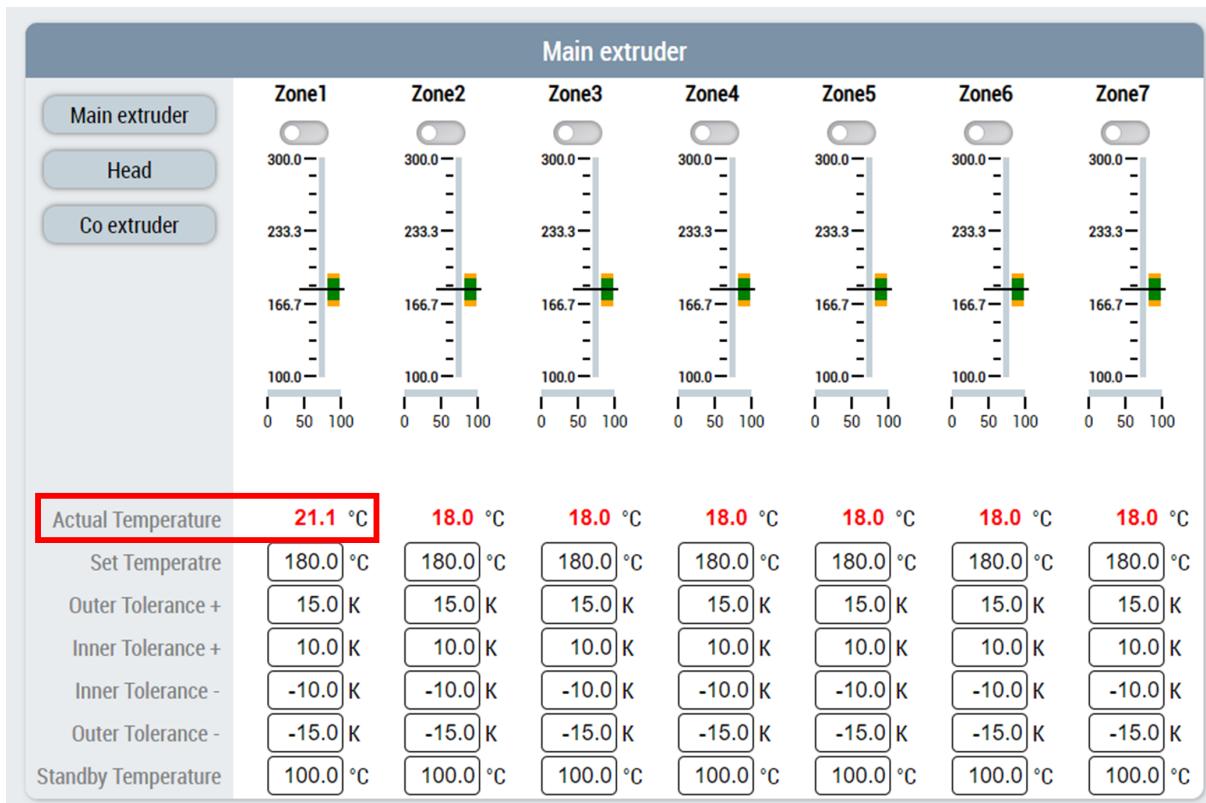 Main extruder
Main extruder
Head
Co extruder
Zone1 Zone2 Zone3 Zone4 Zone5 Zone6 Zone7
300.0 300.0 300.0 300.0 300.0 300.0 300.0
233.3 233.3 233.3 233.3 233.3 233.3 233.3
166.7 166.7 166.7 166.7 166.7 166.7 166.7
100.0 100.0 100.0 100.0 100.0 100.0 100.0
0 50 100 0 50 100 0 50 100 0 50 100 0 50 100 0 50 100 0 50 100
Actual Temperature 21.1 °C 18.0 °C 18.0 °C 18.0 °C 18.0 °C 18.0 °C 18.0 °C
Set Temperatre 180.0 °C 180.0 °C 180.0 °C 180.0 °C 180.0 °C 180.0 °C 180.0 °C
Outer Tolerance + 15.0 K 15.0 K 15.0 K 15.0 K 15.0 K 15.0 K 15.0 K
Inner Tolerance + 10.0 K 10.0 K 10.0 K 10.0 K 10.0 K 10.0 K 10.0 K
Inner Tolerance - -10.0 K -10.0 K -10.0 K -10.0 K -10.0 K -10.0 K -10.0 K
Outer Tolerance - -15.0 K -15.0 K -15.0 K -15.0 K -15.0 K -15.0 K -15.0 K
Standby Temperature 100.0 °C 100.0 °C 100.0 °C 100.0 °C 100.0 °C 100.0 °C 100.0 °C